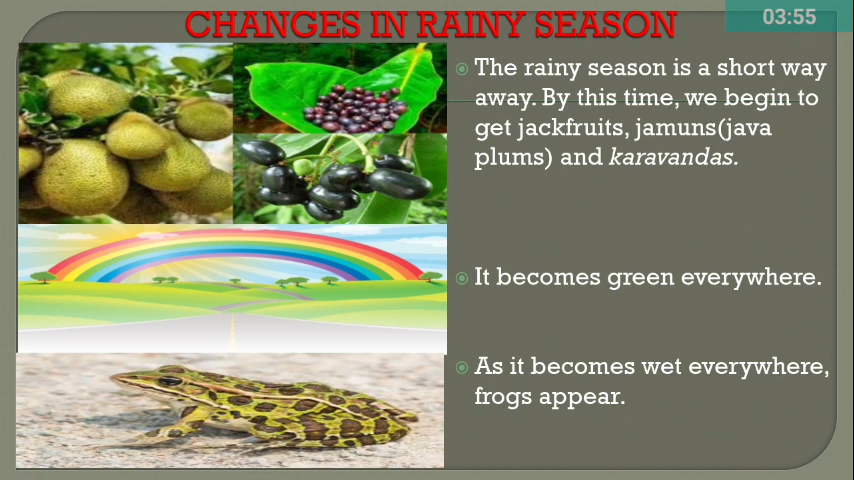 CHANGES IN RAINY SEASON
03:55
The rainy season is a short way
away. By this time, we begin to
get jackfruits, jamuns(java
plums) and karavandas.
It becomes green everywhere.
As it becomes wet everywhere,
frogs appear.